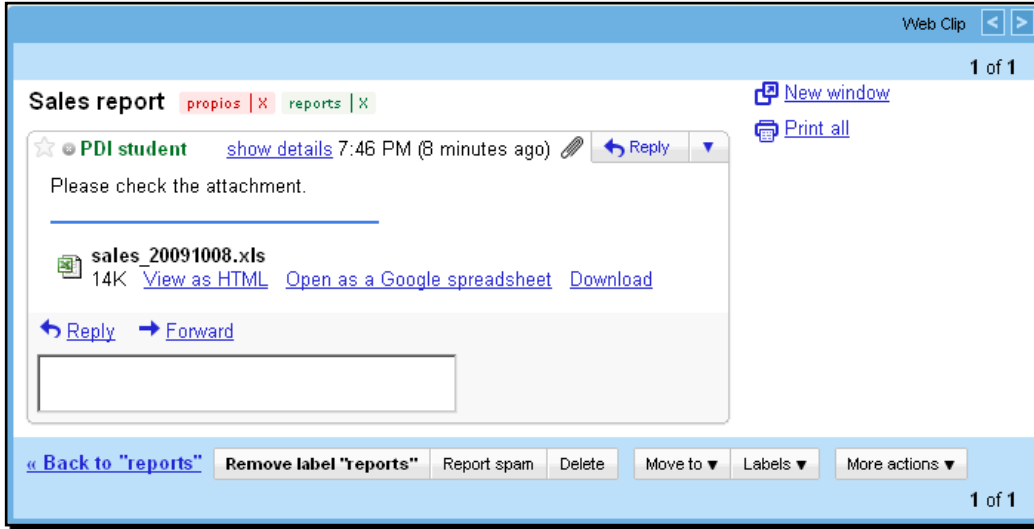 Web Clip < >
1 of 1
Sales report propios | X reports | X
New window
Print all
PDI student show details 7:46 PM (8 minutes ago) Reply ▼
Please check the attachment.
sales_20091008.xls
14K View as HTML Open as a Google spreadsheet Download
Reply Forward
« Back to "reports" Remove label "reports" Report spam Delete Move to ▼ Labels ▼ More actions ▼
1 of 1